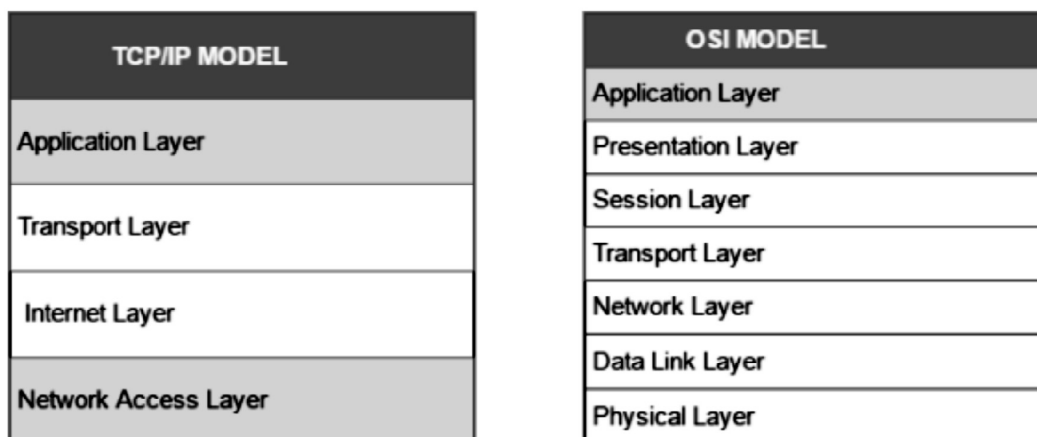 TCP/IP MODEL
Application Layer
Transport Layer
Internet Layer
Network Access Layer
OSI MODEL
Application Layer
Presentation Layer
Session Layer
Transport Layer
Network Layer
Data Link Layer
Physical Layer